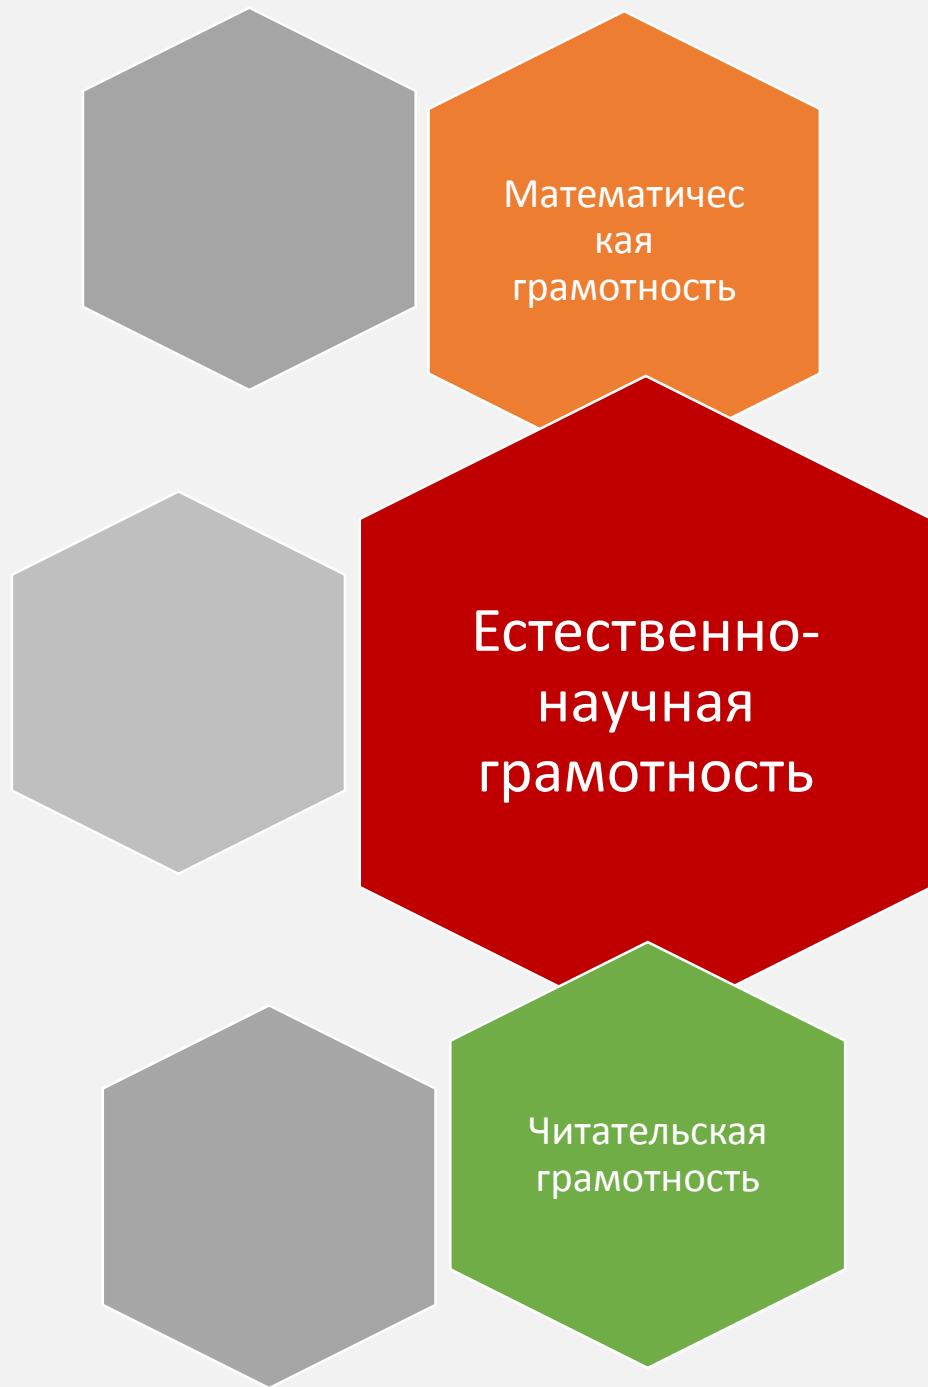 Математичес
кая
грамотность
Естественно-
научная
грамотность
Читательская
грамотность